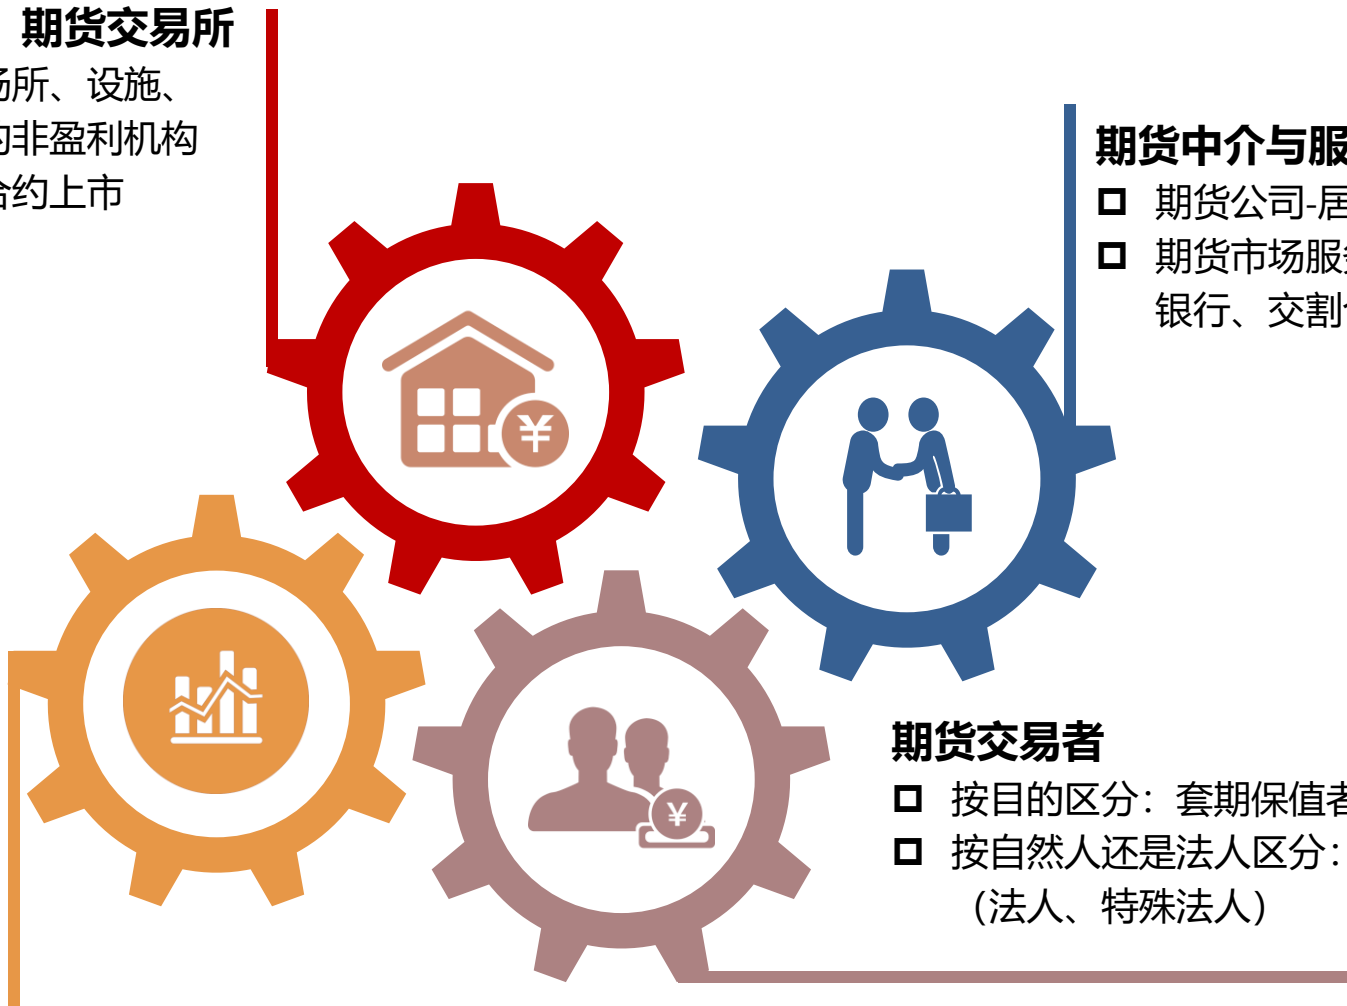 期货交易所
所、设施、
非盈利机构
约上市
期货中介与服
期货公司-居
期货市场服
银行、交割
期货交易者
按目的区分：套期保值者
按自然人还是法人区分：
（法人、特殊法人）
¥
¥